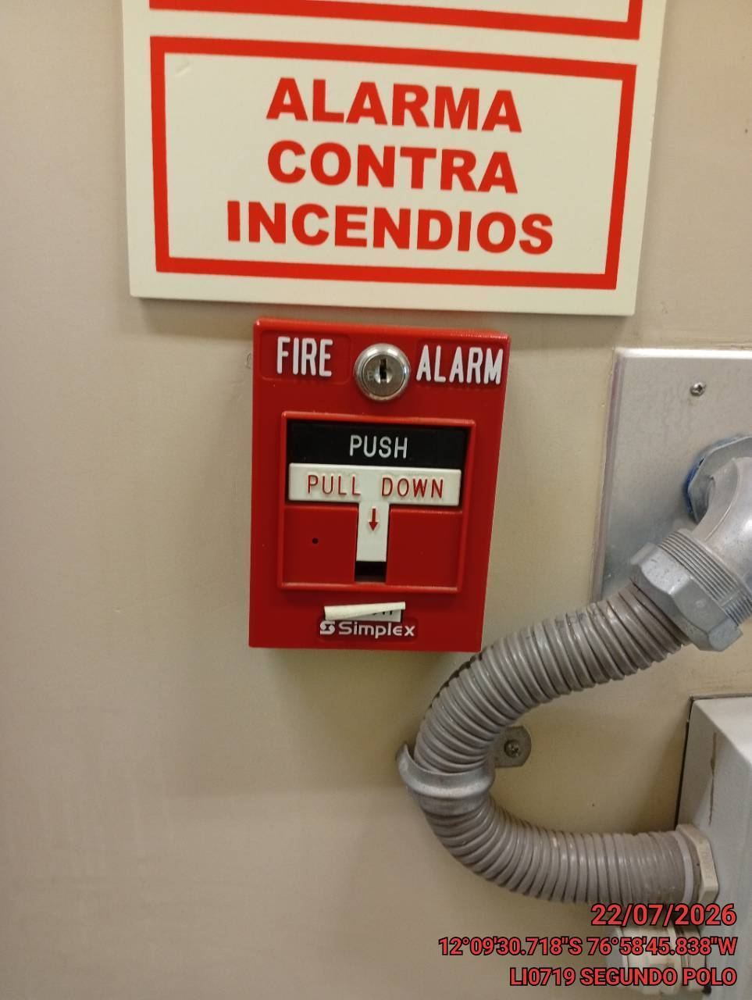 ALARMA
CONTRA
INCENDIOS
FIRE ALARM
PUSH
PULL DOWN
Simplex
22/07/2026
12°09'30.718"S 76°58'45.838"W
LI0719 SEGUNDO POLO